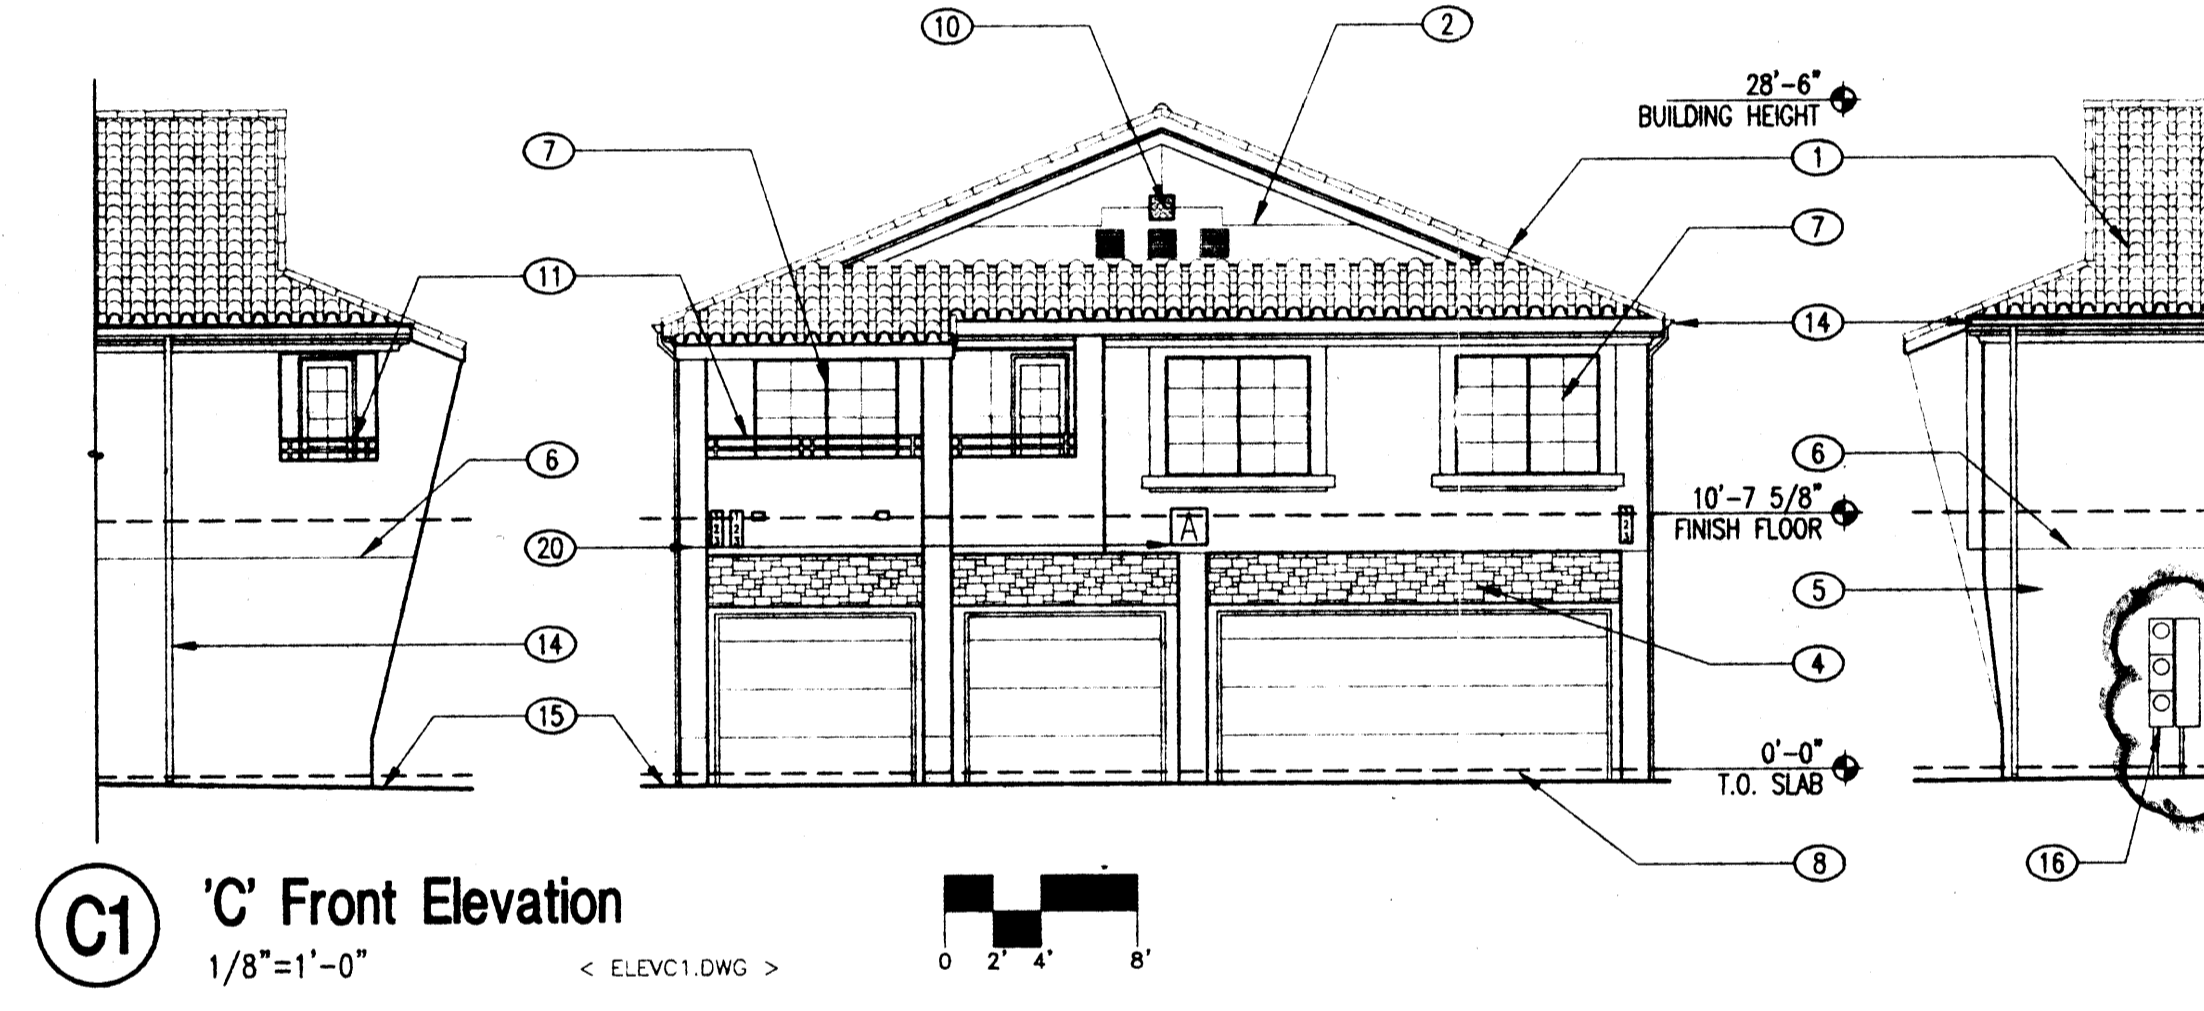 10
2
28'-6"
BUILDING HEIGHT
7
1
7
11
14
6
6
10'-7 5/8"
FINISH FLOOR
A
20
5
14
4
15
0'-0"
T.O. SLAB
8
16
C1
'C' Front Elevation
1/8"=1'-0"
< ELEVC1.DWG >
0 2' 4' 8'